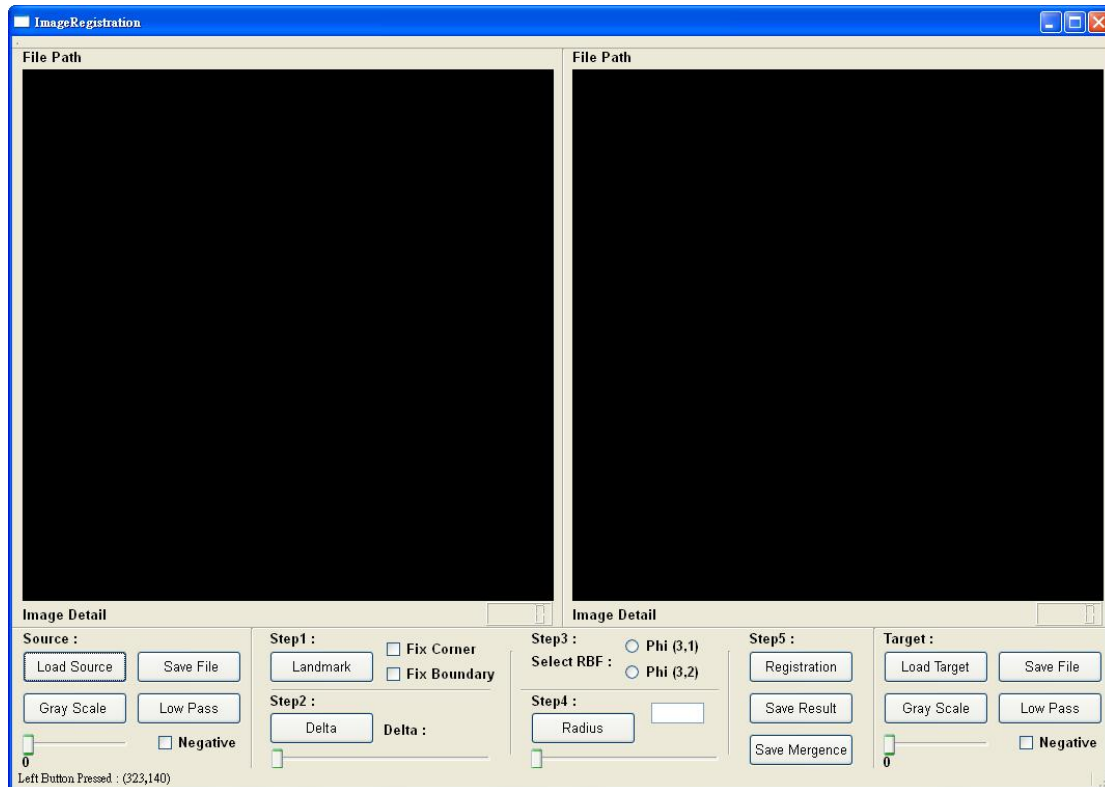 ImageRegistration
File Path
File Path
Image Detail
Image Detail
Source :
Load Source
Save File
Gray Scale
Low Pass
0
Negative
Step1 :
Landmark
Fix Corner
Fix Boundary
Step2 :
Delta
Delta :
Step3 :
Select RBF :
Phi (3,1)
Phi (3,2)
Step4 :
Radius
Step5 :
Registration
Save Result
Save Mergence
Target :
Load Target
Save File
Gray Scale
Low Pass
0
Negative
Left Button Pressed : (323,140)